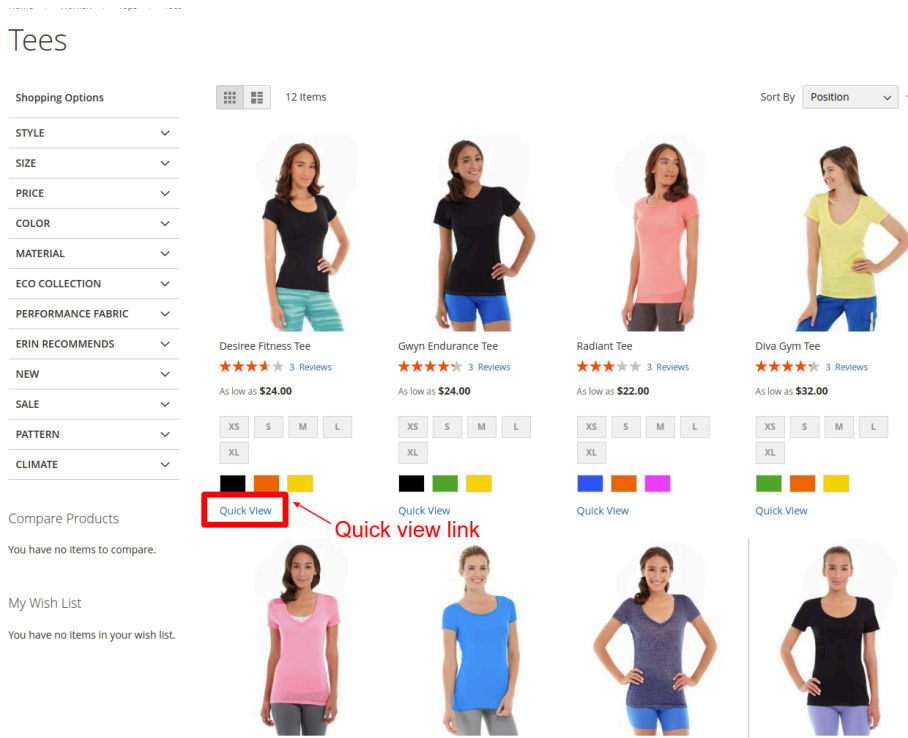 Tees
Shopping Options
12 Items
Sort By Position
STYLE
SIZE
PRICE
COLOR
MATERIAL
ECO COLLECTION
PERFORMANCE FABRIC
ERIN RECOMMENDS
NEW
SALE
PATTERN
CLIMATE
Compare Products
You have no items to compare.
My Wish List
You have no items in your wish list.
Desiree Fitness Tee
3 Reviews
As low as $24.00
XS S M L
XL
Quick View
Gwyn Endurance Tee
3 Reviews
As low as $24.00
XS S M L
XL
Quick View
Radiant Tee
3 Reviews
As low as $22.00
XS S M L
XL
Quick View
Diva Gym Tee
3 Reviews
As low as $32.00
XS S M L
XL
Quick View
Quick view link